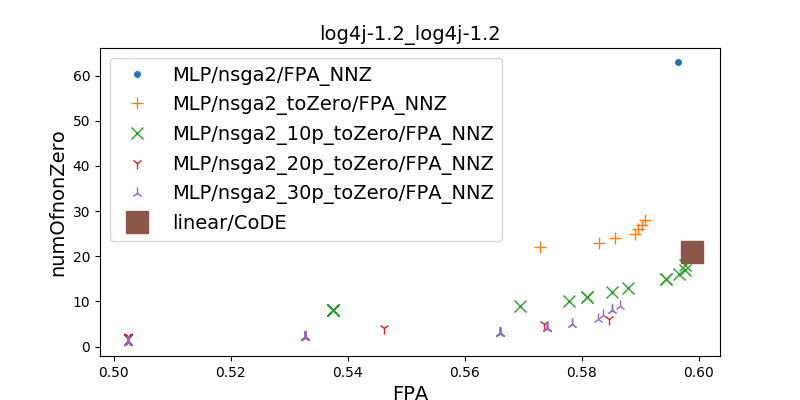 log4j-1.2_log4j-1.2
MLP/nsga2/FPA_NNZ
MLP/nsga2_toZero/FPA_NNZ
MLP/nsga2_10p_toZero/FPA_NNZ
MLP/nsga2_20p_toZero/FPA_NNZ
MLP/nsga2_30p_toZero/FPA_NNZ
linear/CoDE
numOfnonZero
60
50
40
30
20
10
0
0.50 0.52 0.54 0.56 0.58 0.60
FPA